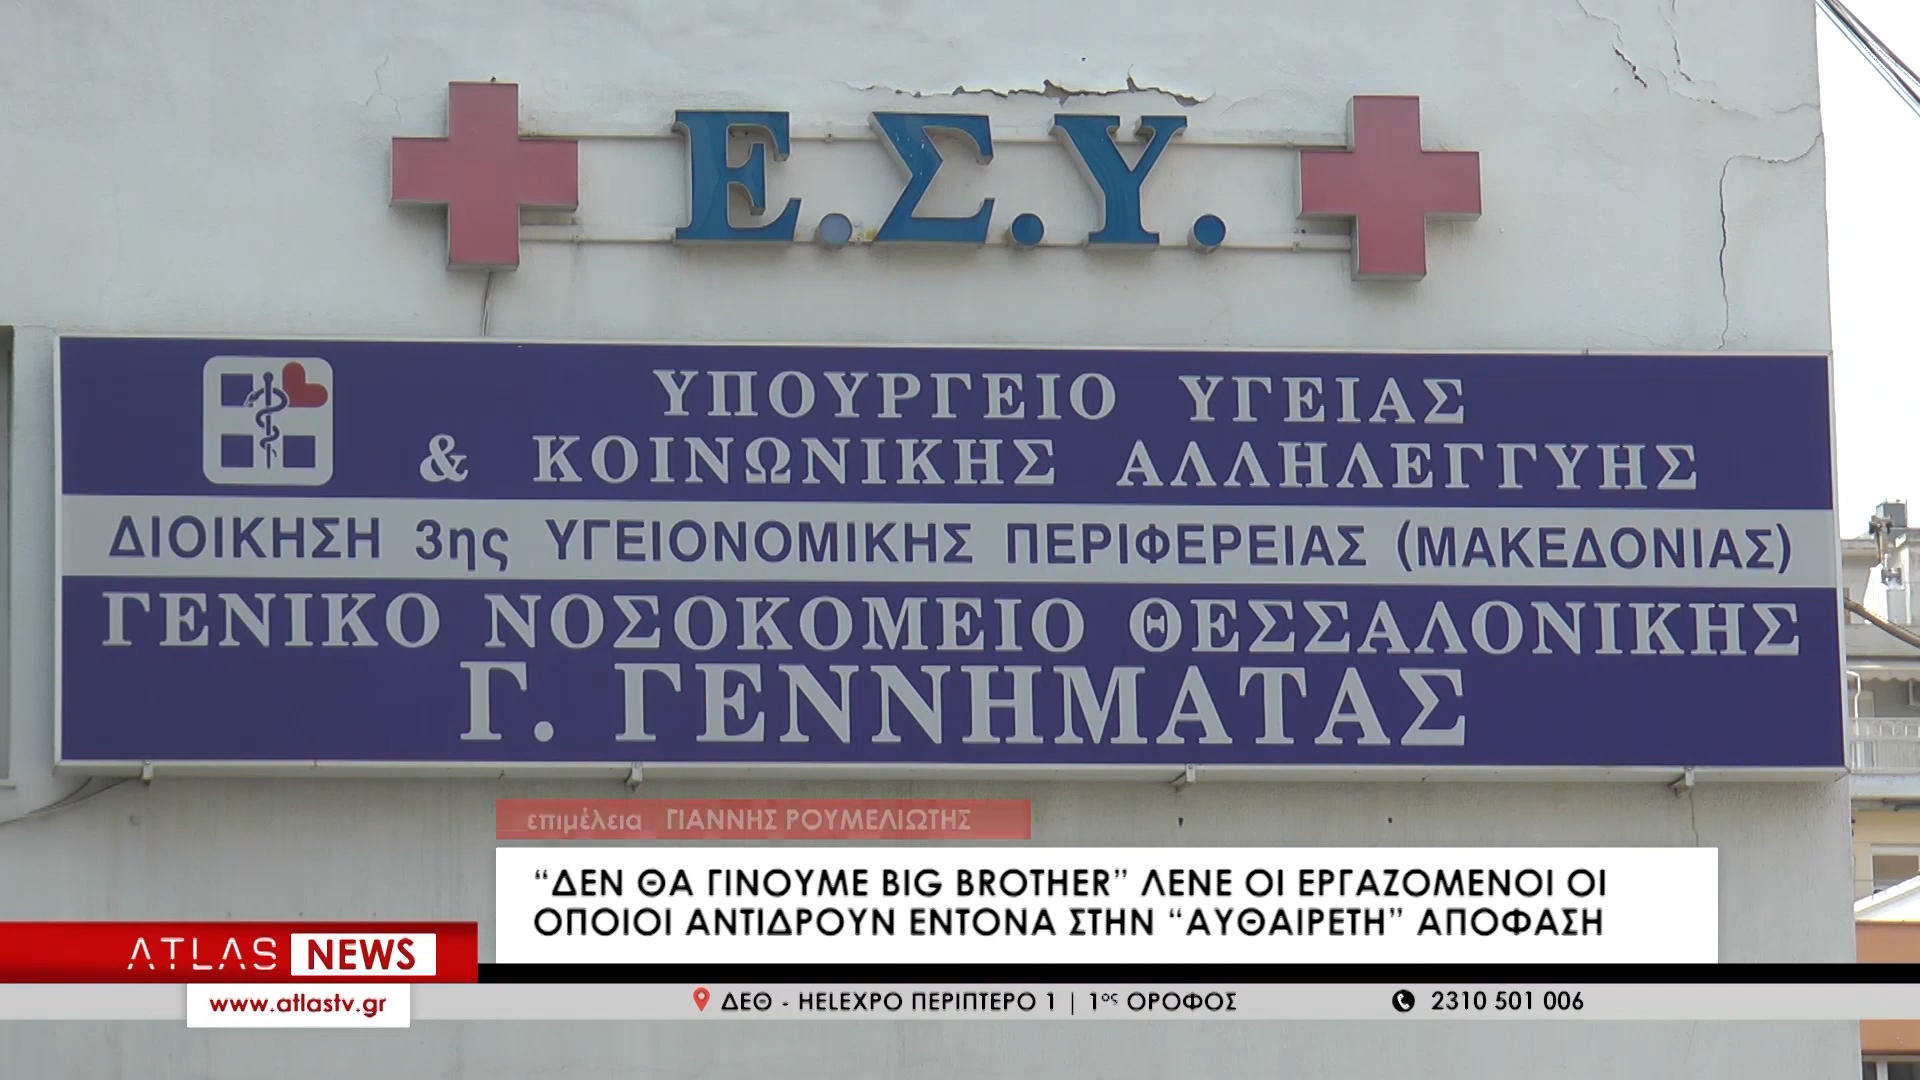 Ε.Σ.Υ.
ΥΠΟΥΡΓΕΙΟ ΥΓΕΙΑΣ
& ΚΟΙΝΩΝΙΚΗΣ ΑΛΛΗΛΕΓΓΥΗΣ
ΔΙΟΙΚΗΣΗ 3ης ΥΓΕΙΟΝΟΜΙΚΗΣ ΠΕΡΙΦΕΡΕΙΑΣ (ΜΑΚΕΔΟΝΙΑΣ)
ΓΕΝΙΚΟ ΝΟΣΟΚΟΜΕΙΟ ΘΕΣΣΑΛΟΝΙΚΗΣ
Γ. ΓΕΝΝΗΜΑΤΑΣ
επιμέλεια ΓΙΑΝΝΗΣ ΡΟΥΜΕΛΙΩΤΗΣ
“ΔΕΝ ΘΑ ΓΙΝΟΥΜΕ BIG BROTHER” ΛΕΝΕ ΟΙ ΕΡΓΑΖΟΜΕΝΟΙ ΟΙ
ΟΠΟΙΟΙ ΑΝΤΙΔΡΟΥΝ ΕΝΤΟΝΑ ΣΤΗΝ “ΑΥΘΑΙΡΕΤΗ” ΑΠΟΦΑΣΗ
ATLAS NEWS
www.atlastv.gr
ΔΕΘ - HELEXPO ΠΕΡΙΠΤΕΡΟ 1 | 1ος ΟΡΟΦΟΣ
2310 501 006